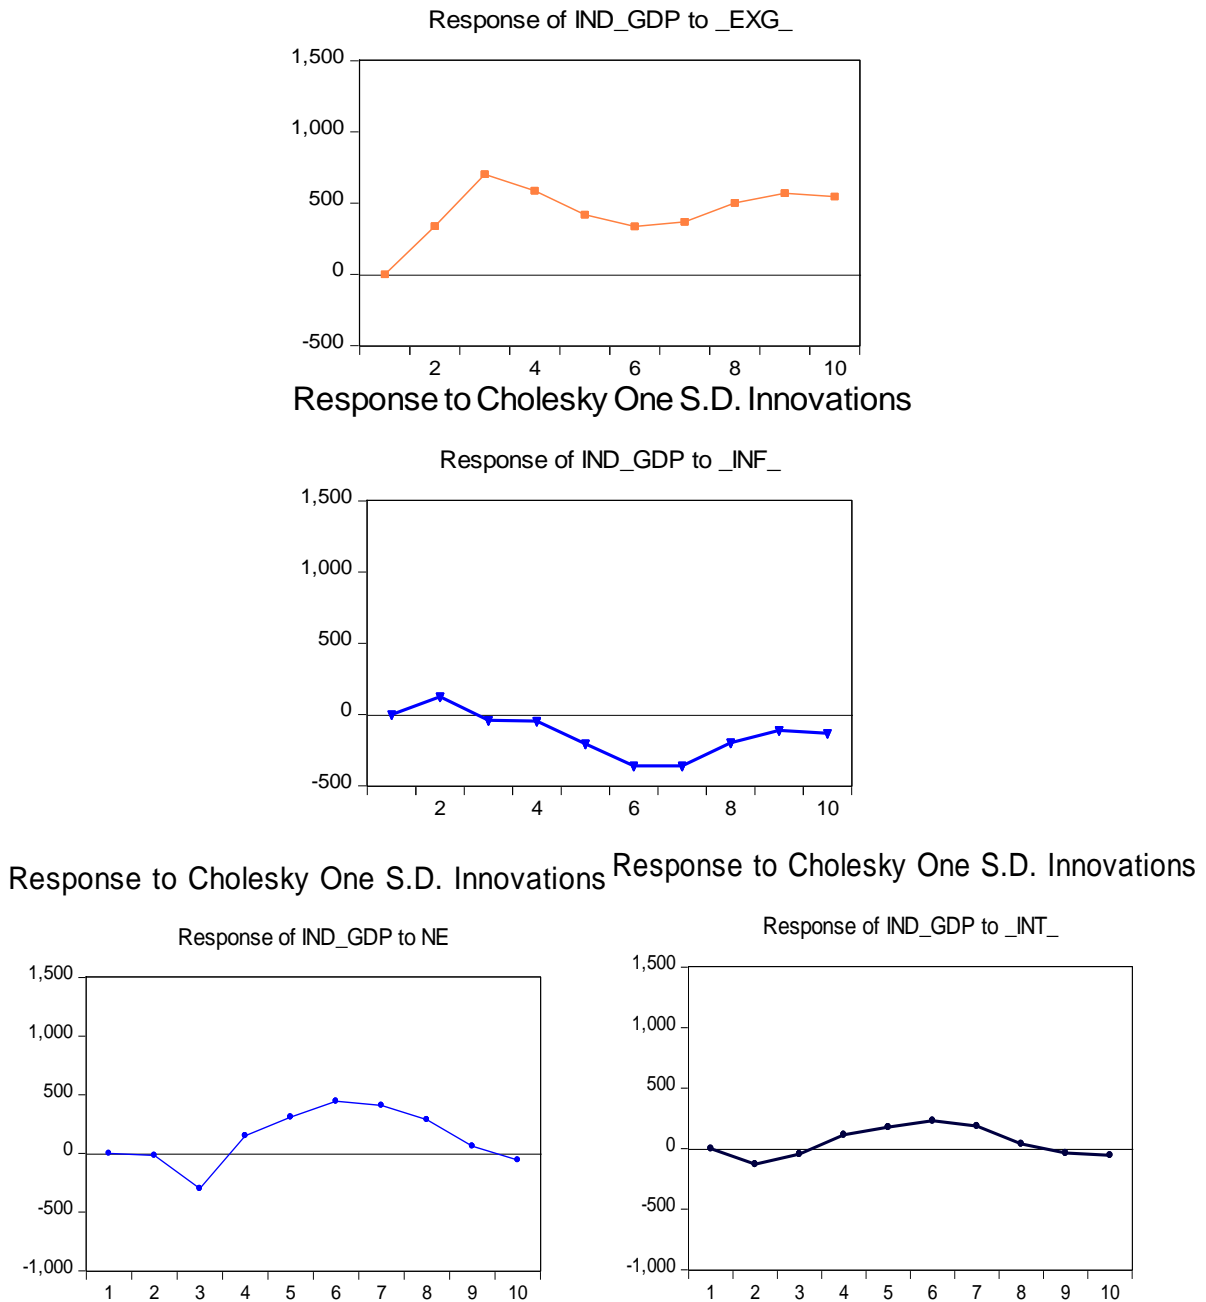 Response of IND_GDP to _EXG_
1,500
1,000
500
0
-500
2 4 6 8 10
Response to Cholesky One S.D. Innovations
Response of IND_GDP to _INF_
1,500
1,000
500
0
-500
2 4 6 8 10
Response to Cholesky One S.D. Innovations
Response of IND_GDP to NE
1,500
1,000
500
0
-500
-1,000
1 2 3 4 5 6 7 8 9 10
Response to Cholesky One S.D. Innovations
Response of IND_GDP to _INT_
1,500
1,000
500
0
-500
-1,000
1 2 3 4 5 6 7 8 9 10